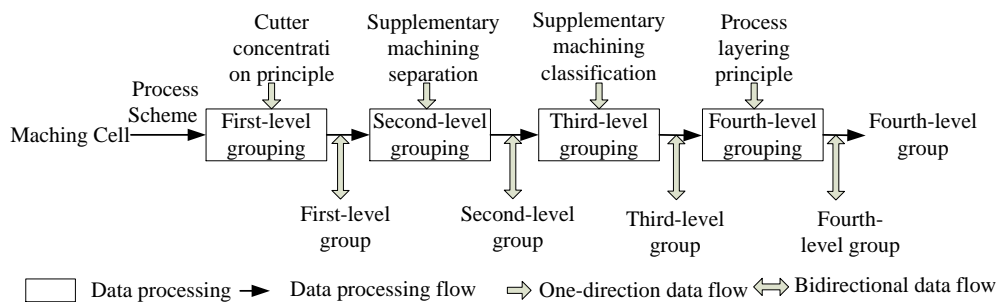 Cutter
concentrati
on principle
Supplementary
machining
separation
Supplementary
machining
classification
Process
layering
principle
Process
Scheme
Maching Cell
First-level
grouping
Second-level
grouping
Third-level
grouping
Fourth-level
grouping
Fourth-level
group
First-level
group
Second-level
group
Third-level
group
Fourth-
level group
Data processing
Data processing flow
One-direction data flow
Bidirectional data flow